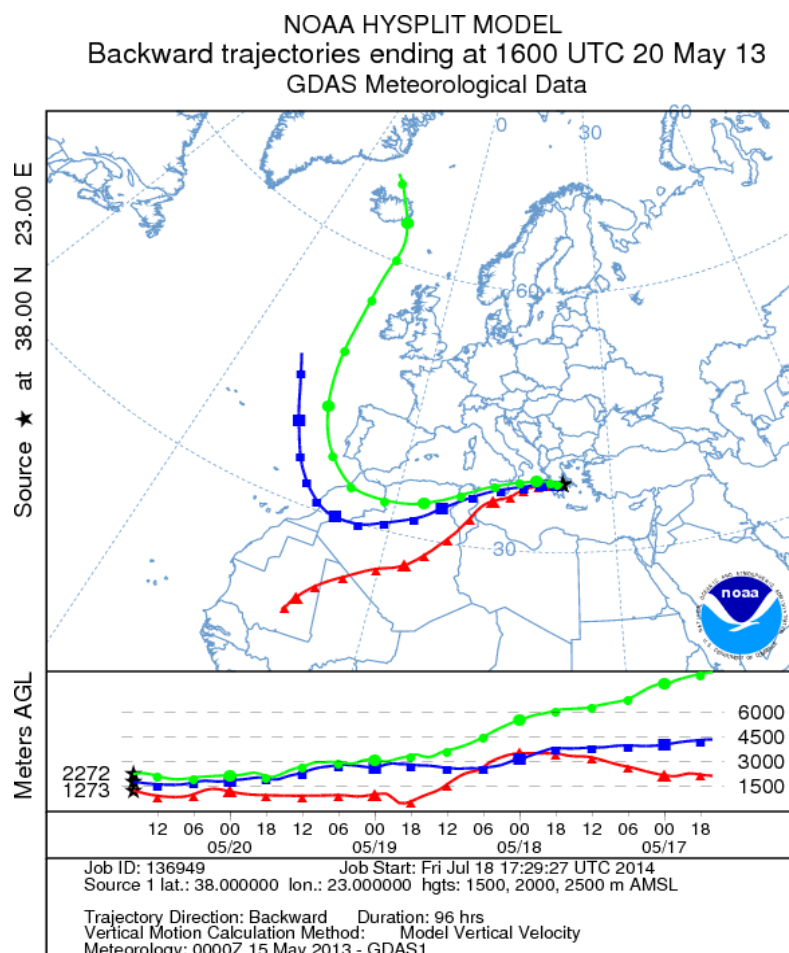 NOAA HYSPLIT MODEL
Backward trajectories ending at 1600 UTC 20 May 13
GDAS Meteorological Data
Source ★ at 38.00 N 23.00 E
0
30
60
60
30
noaa
Meters AGL
6000
4500
3000
1500
2272
1273
12 06 00 18 12 06 00 18 12 06 00 18 12 06 00 18
05/20 05/19 05/18 05/17
Job ID: 136949 Job Start: Fri Jul 18 17:29:27 UTC 2014
Source 1 lat.: 38.000000 lon.: 23.000000 hgts: 1500, 2000, 2500 m AMSL
Trajectory Direction: Backward Duration: 96 hrs
Vertical Motion Calculation Method: Model Vertical Velocity
Meteorology: 0000Z 15 May 2013 - GDAS1